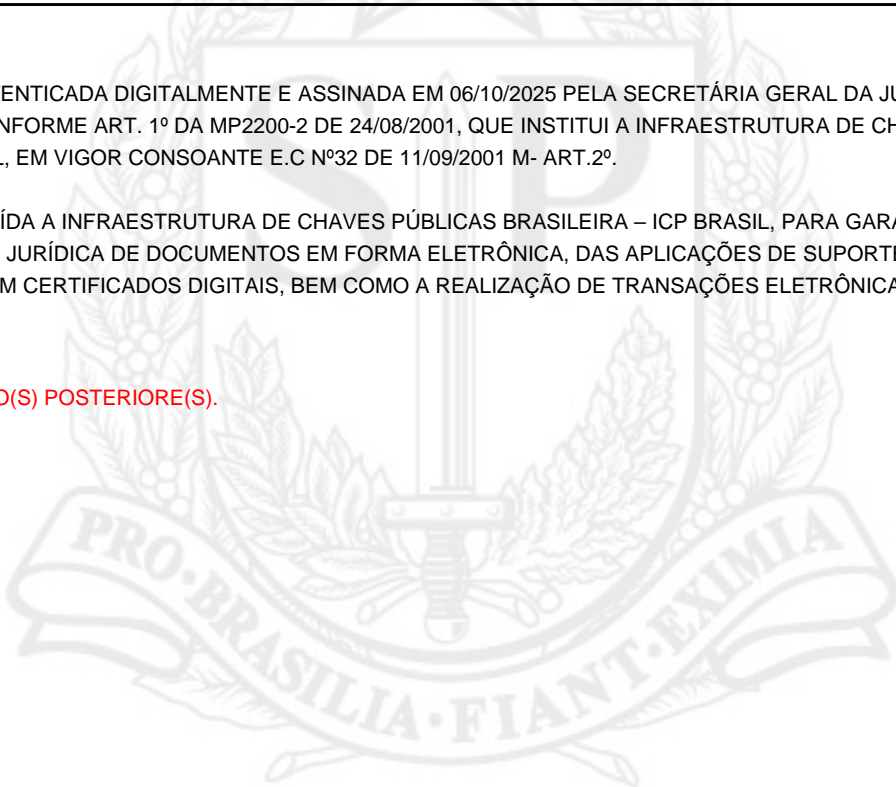 ENTICADA DIGITALMENTE E ASSINADA EM 06/10/2025 PELA SECRETÁRIA GERAL DA JU
NFORME ART. 1º DA MP2200-2 DE 24/08/2001, QUE INSTITUI A INFRAESTRUTURA DE CH
L, EM VIGOR CONSOANTE E.C Nº32 DE 11/09/2001 M- ART.2º.
ÍDA A INFRAESTRUTURA DE CHAVES PÚBLICAS BRASILEIRA – ICP BRASIL, PARA GARA
JURÍDICA DE DOCUMENTOS EM FORMA ELETRÔNICA, DAS APLICAÇÕES DE SUPORTE
M CERTIFICADOS DIGITAIS, BEM COMO A REALIZAÇÃO DE TRANSAÇÕES ELETRÔNICA
O(S) POSTERIORE(S).
SP
PRO·BRASILIA·FIANT·EXIMIA